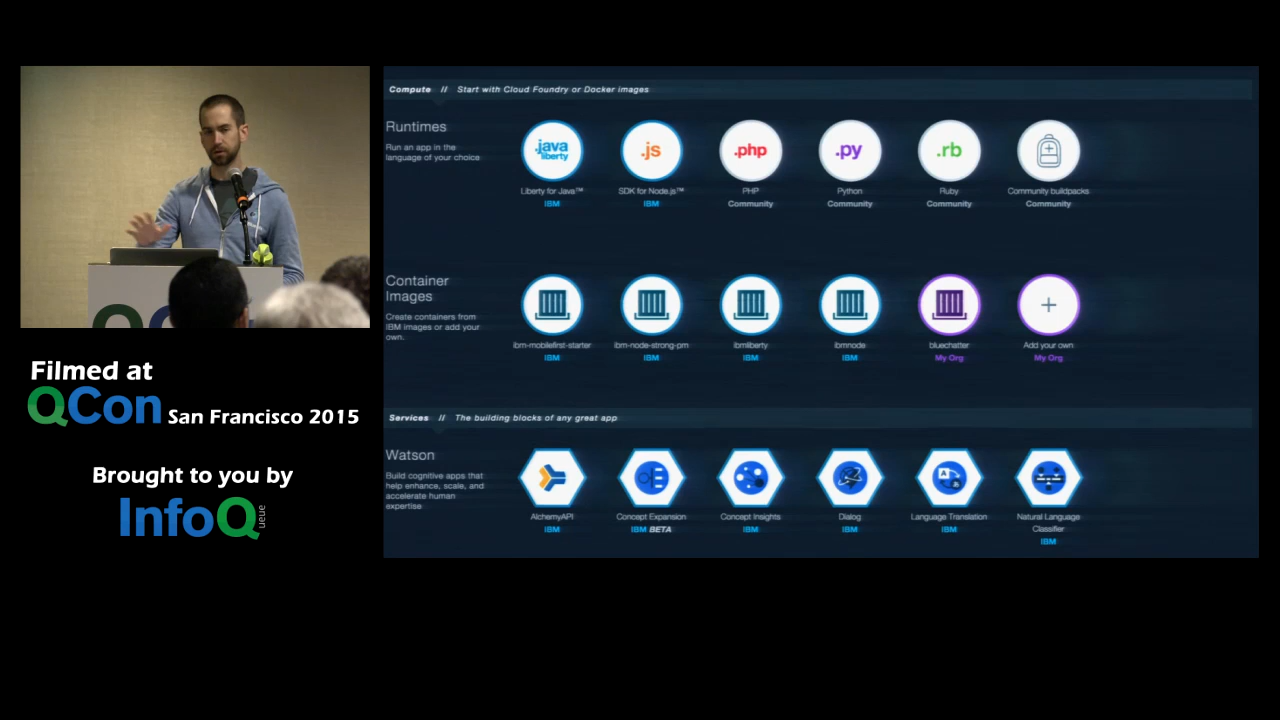 Compute // Start with Cloud Foundry or Docker images
Runtimes
Run an app in the
language of your choice
.java
liberty
.js
.php
.py
.rb
Liberty for Java™
SDK for Node.js™
PHP
Python
Ruby
Community buildpacks
IBM
IBM
Community
Community
Community
Community
Container
Images
Create containers from
IBM images or add your
own.
ibm-mobilefirst-starter
ibm-node-strong-pm
ibmliberty
ibmnode
bluechatter
Add your own
IBM
IBM
IBM
IBM
My Org
My Org
Services // The building blocks of any great app
Watson
Build cognitive apps that
help enhance, scale, and
accelerate human
expertise
AlchemyAPI
Concept Expansion
Concept Insights
Dialog
Language Translation
Natural Language
Classifier
IBM
IBM BETA
IBM
IBM
IBM
IBM
Filmed at
QCon San Francisco 2015
Brought to you by
InfoQueue